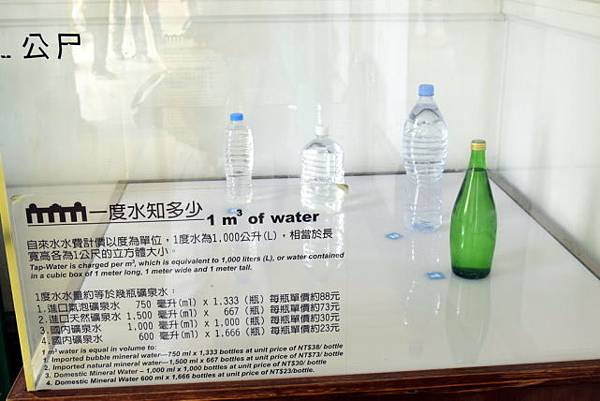 公尸
一度水知多少
1 m³ of water
自來水水費計價以度為單位，1度水為1,000公升(L)，相當於長
寬高各為1公尺的立方體大小。
Tap-Water is charged per m³, which is equivalent to 1,000 liters (L), or water contained
in a cubic box of 1 meter long, 1 meter wide and 1 meter tall.
1度水水量約等於幾瓶礦泉水：
1.進口氣泡礦泉水 750 毫升(ml) x 1,333 (瓶) 每瓶單價約88元
2.進口天然礦泉水 1,500 毫升(ml) x 667 (瓶) 每瓶單價約73元
3.國內礦泉水 1,000 毫升(ml) x 1,000 (瓶) 每瓶單價約30元
4.國內礦泉水 600 毫升(ml) x 1,666 (瓶) 每瓶單價約23元
1 m³ water is equal in volume to:
1. Imported bubble mineral water—750 ml x 1,333 bottles at unit price of NT$38/ bottle
2. Imported natural mineral water—1,500 ml x 667 bottles at unit price of NT$73/ bottle
3. Domestic Mineral Water – 1,000 ml x 1,000 bottles at unit price of NT$30/ bottle
4. Domestic Mineral Water 600 ml x 1,666 bottles at unit price of NT$23/bottle.